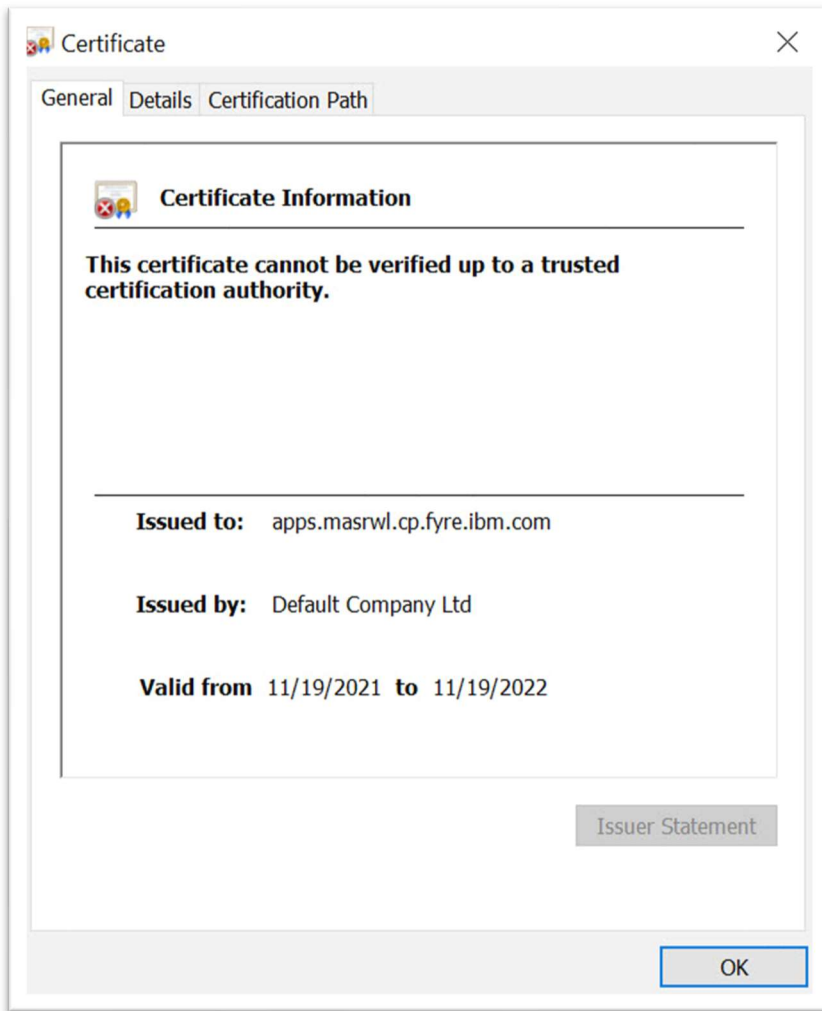 Certificate
General Details Certification Path
Certificate Information
This certificate cannot be verified up to a trusted
certification authority.
Issued to: apps.masrwl.cp.fyre.ibm.com
Issued by: Default Company Ltd
Valid from 11/19/2021 to 11/19/2022
Issuer Statement
OK